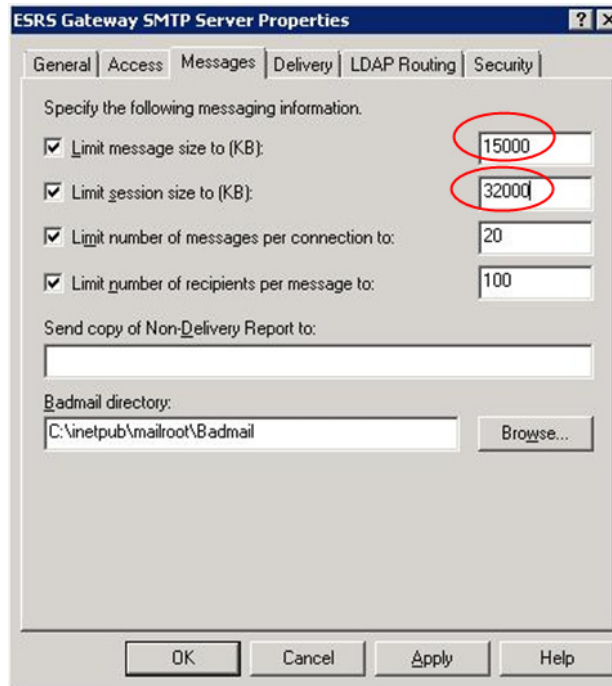 ESRS Gateway SMTP Server Properties
General Access Messages Delivery LDAP Routing Security
Specify the following messaging information.
Limit message size to (KB): 15000
Limit session size to (KB): 32000
Limit number of messages per connection to: 20
Limit number of recipients per message to: 100
Send copy of Non-Delivery Report to:
Badmail directory:
C:\inetpub\mailroot\Badmail Browse...
OK Cancel Apply Help